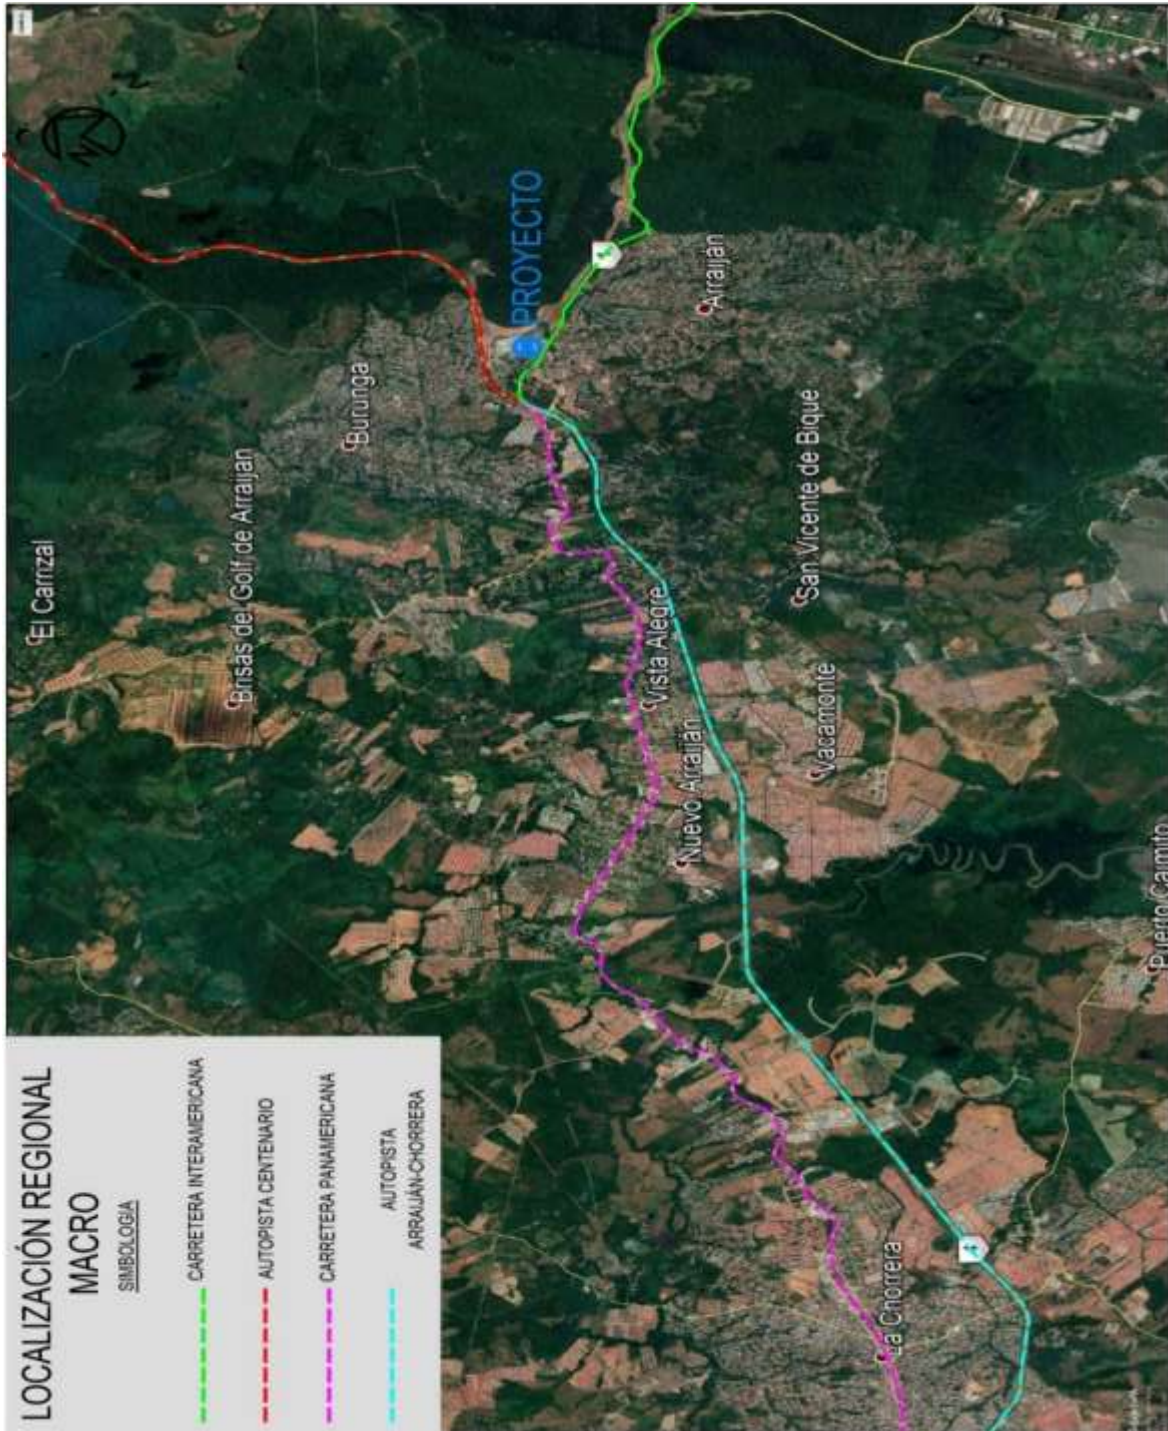 LOCALIZACIÓN REGIONAL
MACRO
SIMBOLOGIA
CARRETERA INTERAMERICANA
AUTOPISTA CENTENARIO
CARRETERA PANAMERICANA
AUTOPISTA
ARRAIJÁN-CHORRERA
El Carrizal
Brisas del Golf de Arraijan
Burunga
PROYECTO
Arraiján
Vista Alegre
Nuevo Arraiján
San Vicente de Bique
Vacamonte
La Chorrera
Puerto Caimito